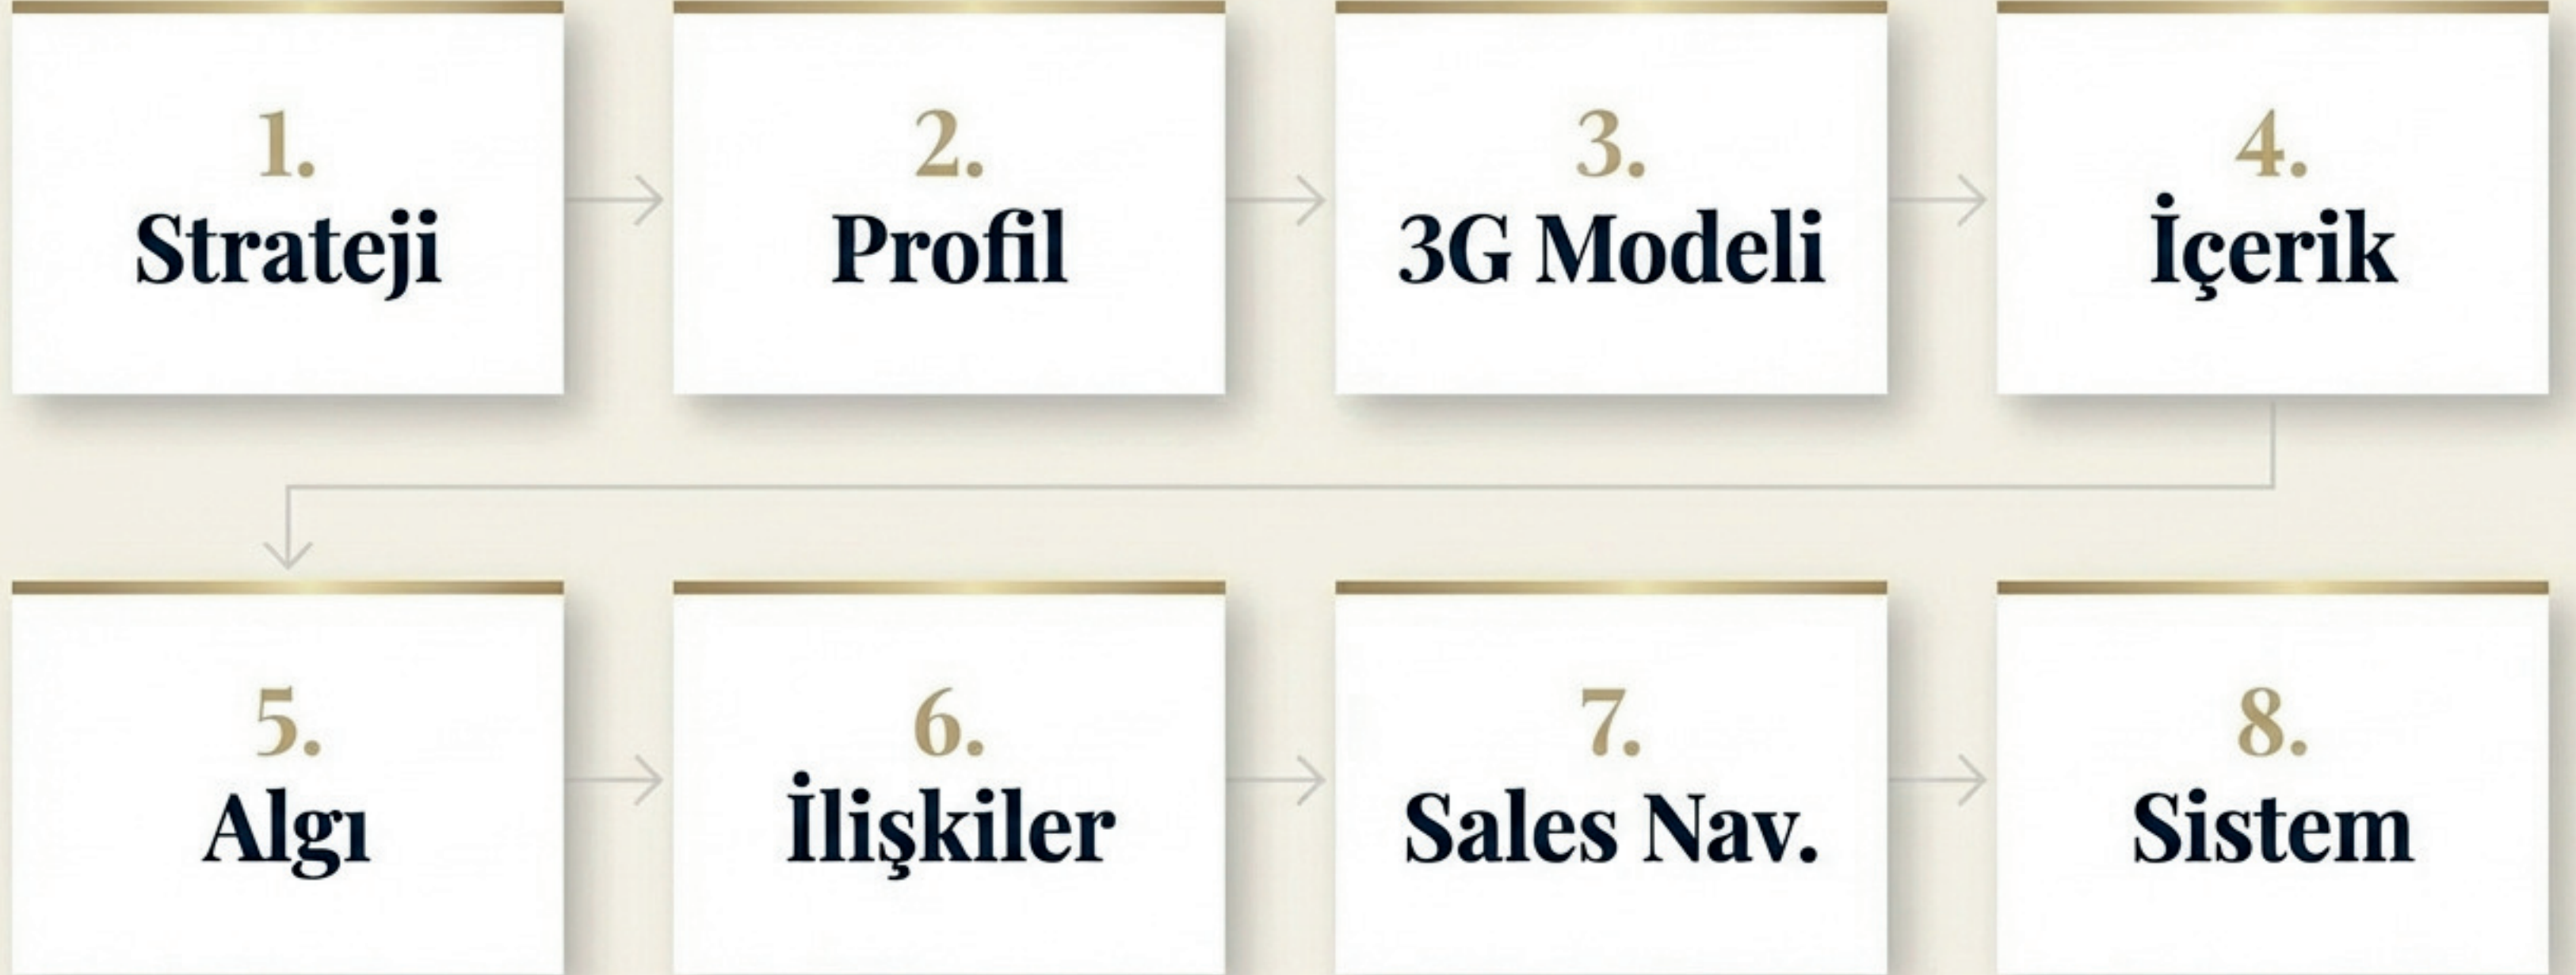 1.
Strateji
2.
Profil
3.
3G Modeli
4.
İçerik
5.
Algı
6.
İlişkiler
7.
Sales Nav.
8.
Sistem